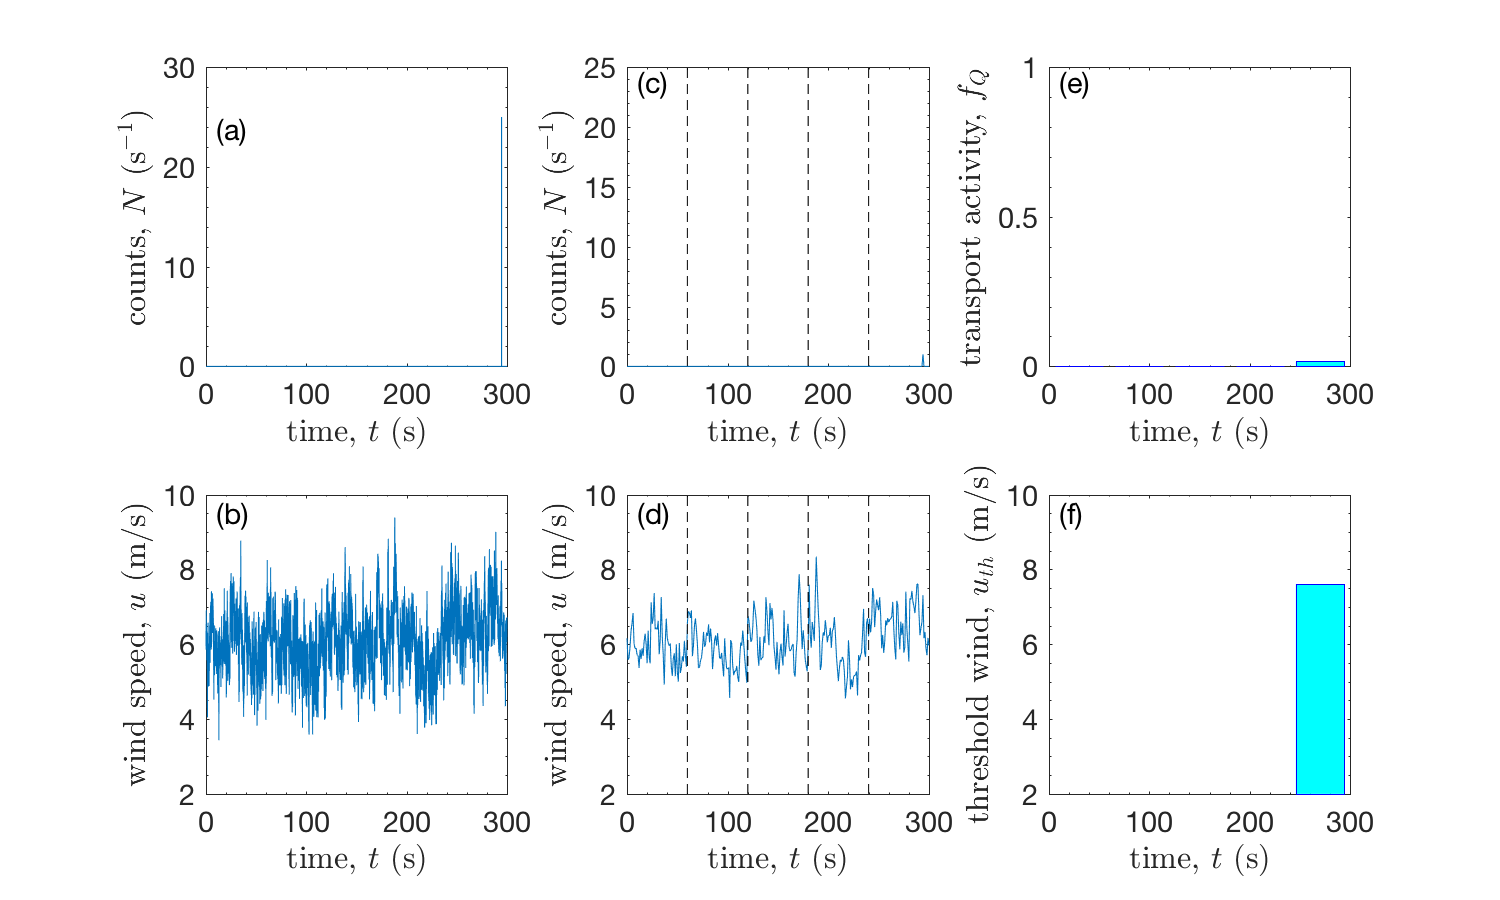 (a)
counts, N (s⁻¹)
30
20
10
0
0 100 200 300
time, t (s)
(c)
counts, N (s⁻¹)
25
20
15
10
5
0
0 100 200 300
time, t (s)
(e)
transport activity, f_Q
1
0.5
0
0 100 200 300
time, t (s)
(b)
wind speed, u (m/s)
10
8
6
4
2
0 100 200 300
time, t (s)
(d)
wind speed, u (m/s)
10
8
6
4
2
0 100 200 300
time, t (s)
(f)
threshold wind, u_th (m/s)
10
8
6
4
2
0 100 200 300
time, t (s)